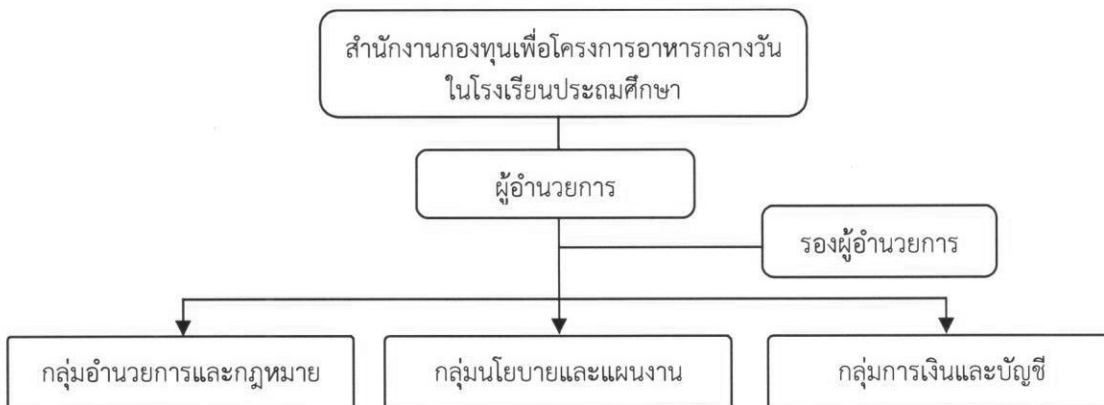 สำนักงานกองทุนเพื่อโครงการอาหารกลางวัน
ในโรงเรียนประถมศึกษา
ผู้อำนวยการ
รองผู้อำนวยการ
กลุ่มอำนวยการและกฎหมาย
กลุ่มนโยบายและแผนงาน
กลุ่มการเงินและบัญชี